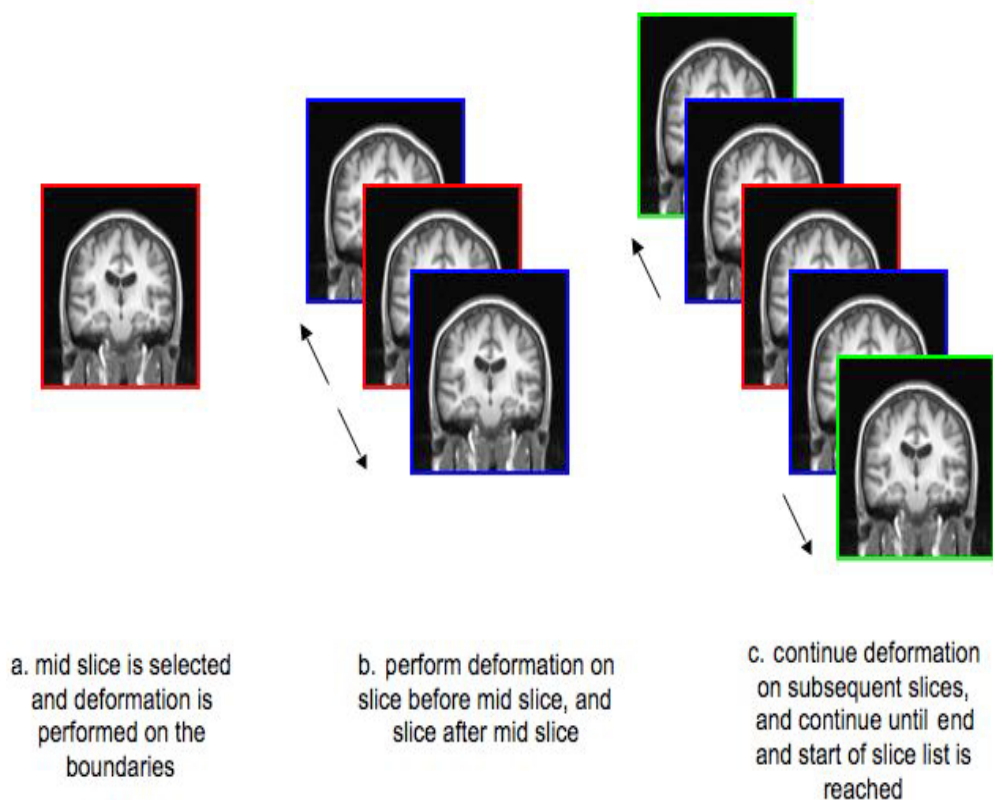 a. mid slice is selected
and deformation is
performed on the
boundaries
b. perform deformation on
slice before mid slice, and
slice after mid slice
c. continue deformation
on subsequent slices,
and continue until end
and start of slice list is
reached